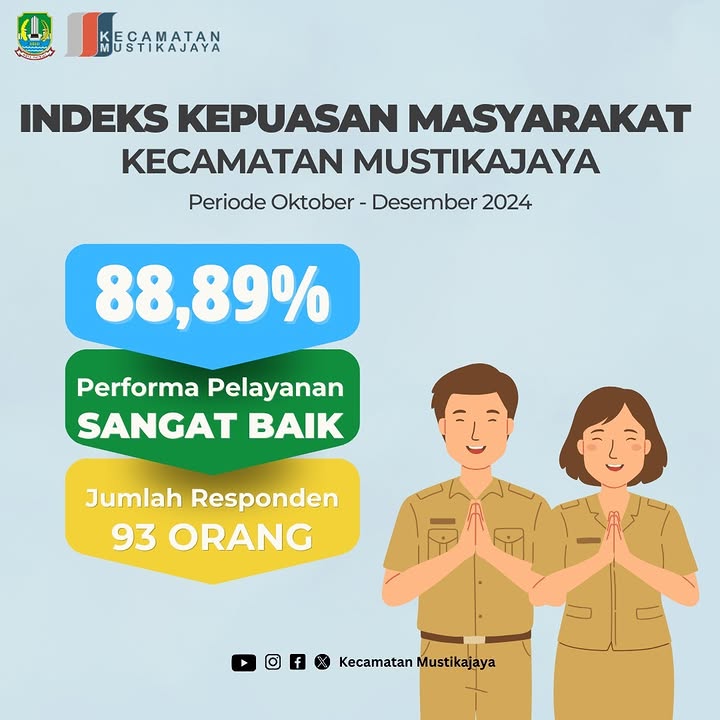 KECAMATAN
MUSTIKAJAYA
INDEKS KEPUASAN MASYARAKAT
KECAMATAN MUSTIKAJAYA
Periode Oktober - Desember 2024
88,89%
Performa Pelayanan
SANGAT BAIK
Jumlah Responden
93 ORANG
Kecamatan Mustikajaya